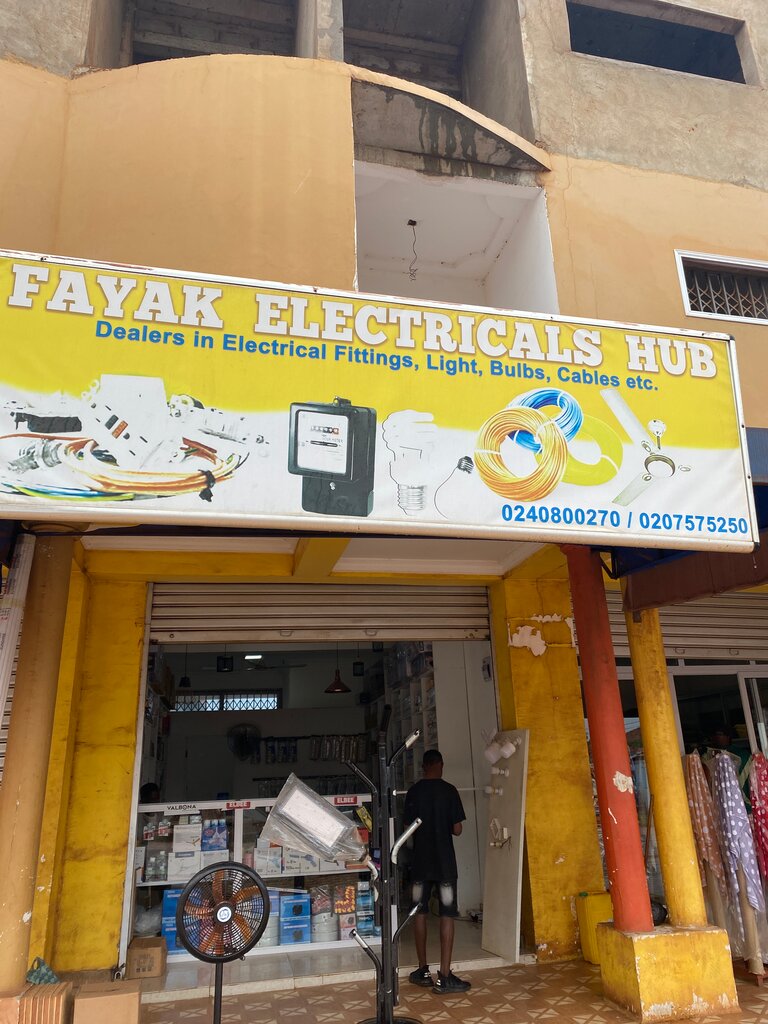 FAYAK ELECTRICALS HUB
Dealers in Electrical Fittings, Light, Bulbs, Cables etc.
0240800270 / 0207575250
VALBONA
ELBEE
ELBEE